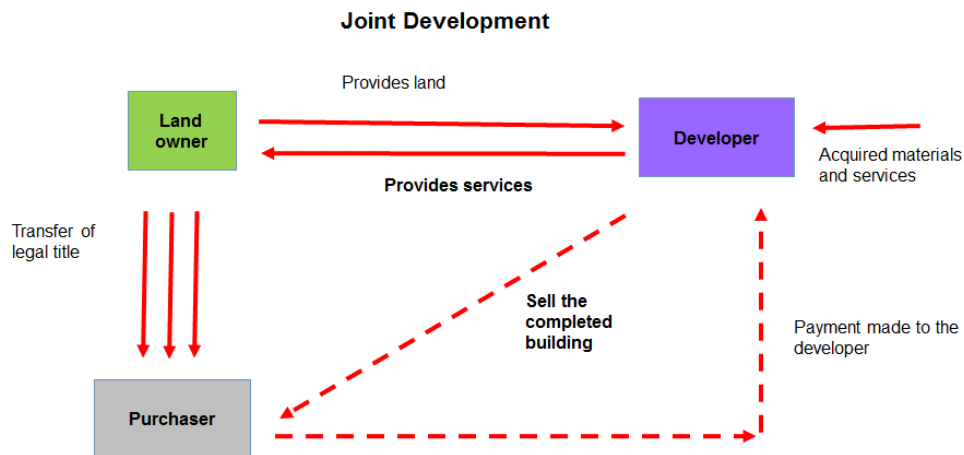 Joint Development
Provides land
Land
owner
Developer
Acquired materials
and services
Provides services
Transfer of
legal title
Sell the
completed
building
Payment made to the
developer
Purchaser